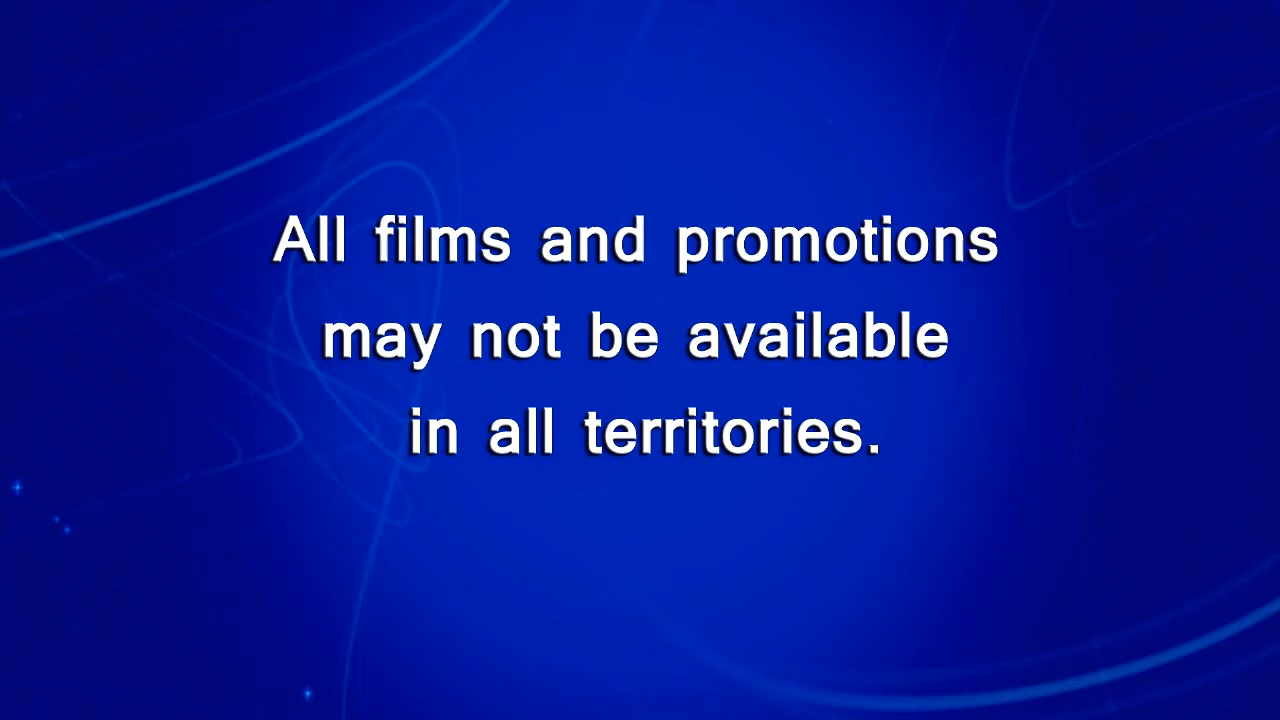 All films and promotions
may not be available
in all territories.